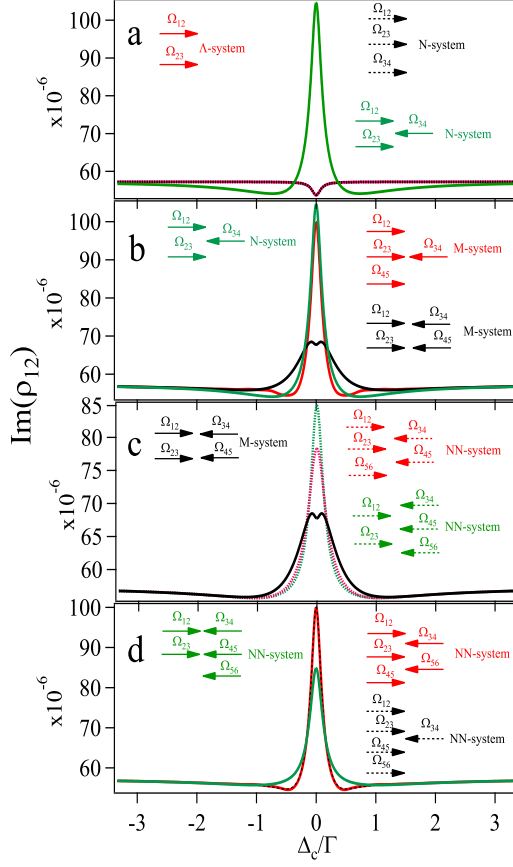 Im(ρ12)
a
x10-6
100
90
80
70
60
Ω12
Ω23
Λ-system
Ω12
Ω23
Ω34
N-system
Ω12
Ω23
Ω34
N-system
b
x10-6
100
90
80
70
60
Ω12
Ω23
Ω34
N-system
Ω12
Ω23
Ω34
Ω45
M-system
Ω12
Ω34
Ω23
Ω45
M-system
c
x10-6
85
80
75
70
65
60
Ω12
Ω34
Ω23
Ω45
M-system
Ω12
Ω34
Ω23
Ω45
Ω56
NN-system
Ω34
Ω12
Ω45
Ω23
Ω56
NN-system
d
x10-6
100
90
80
70
60
Ω12
Ω34
Ω23
Ω45
Ω56
NN-system
Ω12
Ω34
Ω23
Ω56
Ω45
NN-system
Ω12
Ω23
Ω34
Ω45
Ω56
NN-system
-3 -2 -1 0 1 2 3
Δc/Γ